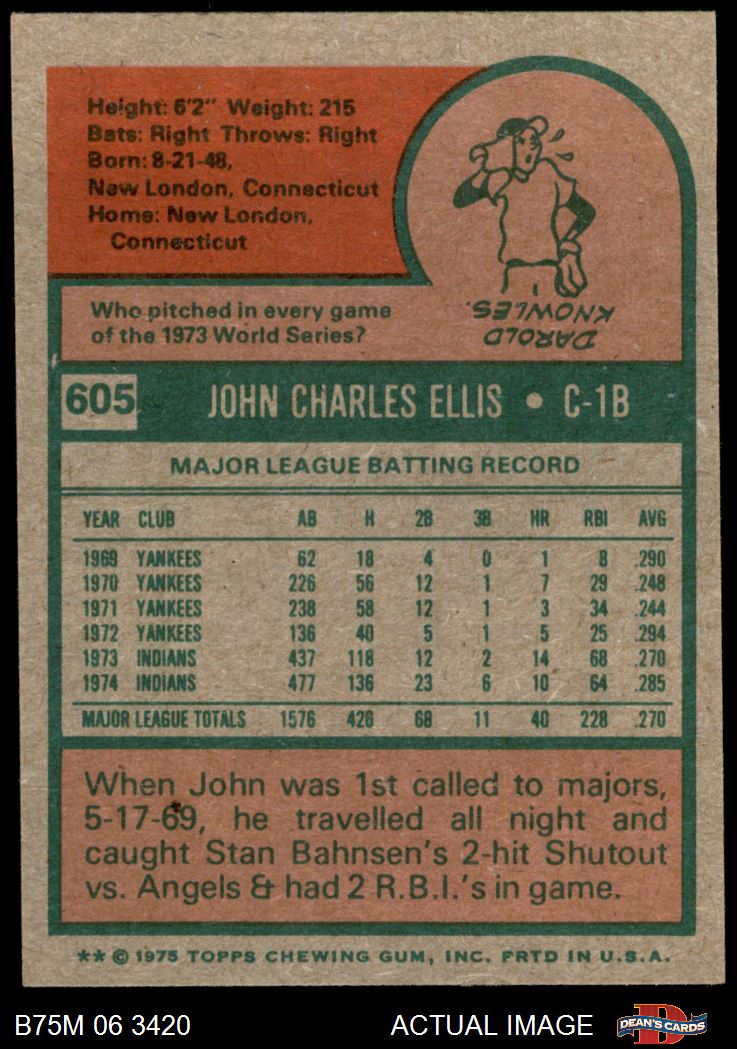 Height: 6'2" Weight: 215
Bats: Right Throws: Right
Born: 8-21-48,
New London, Connecticut
Home: New London,
Connecticut
DAROLD
KNOWLES.
Who pitched in every game
of the 1973 World Series?
605 JOHN CHARLES ELLIS • C-1B
MAJOR LEAGUE BATTING RECORD
YEAR CLUB AB H 2B 3B HR RBI AVG
1969 YANKEES 62 18 4 0 1 8 .290
1970 YANKEES 226 56 12 1 7 29 .248
1971 YANKEES 238 58 12 1 3 34 .244
1972 YANKEES 136 40 5 1 5 25 .294
1973 INDIANS 437 118 12 2 14 68 .270
1974 INDIANS 477 136 23 6 10 64 .285
MAJOR LEAGUE TOTALS 1576 426 68 11 40 228 .270
When John was 1st called to majors,
5-17-69, he travelled all night and
caught Stan Bahnsen's 2-hit Shutout
vs. Angels & had 2 R.B.I.'s in game.
** © 1975 TOPPS CHEWING GUM, INC. PRTD IN U.S.A.
B75M 06 3420 ACTUAL IMAGE
D
DEAN'S CARDS